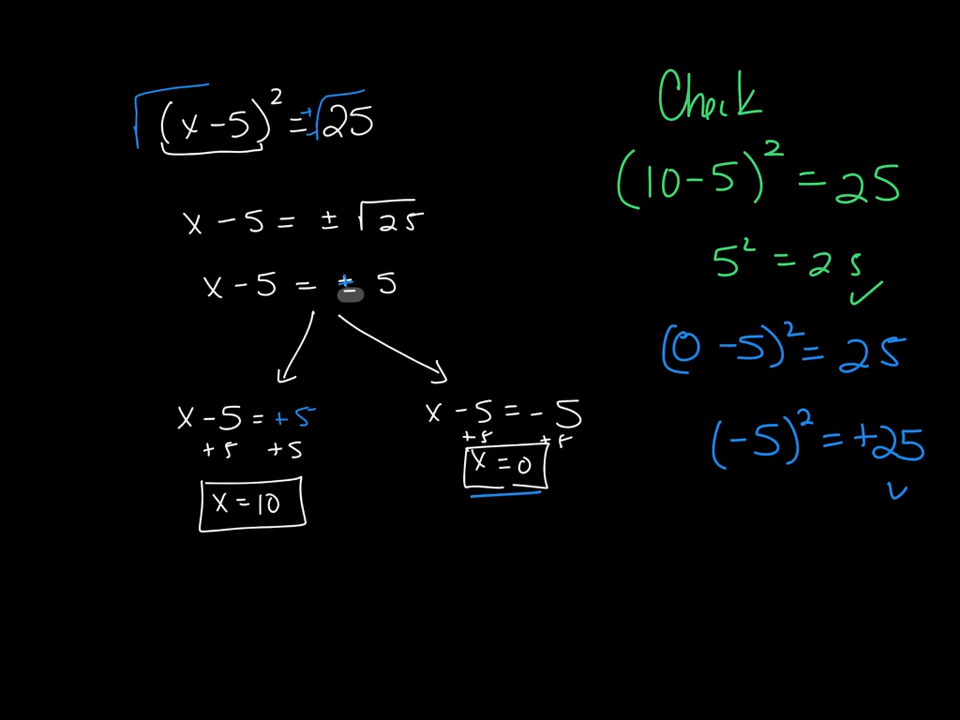 √(x-5)² = ±√25
x - 5 = ± √25
x - 5 = ± 5
x - 5 = +5
+5 +5
x = 10
x - 5 = - 5
+5 +5
x = 0
Check
(10-5)² = 25
5² = 25 ✓
(0 -5)² = 25
(-5)² = +25 ✓